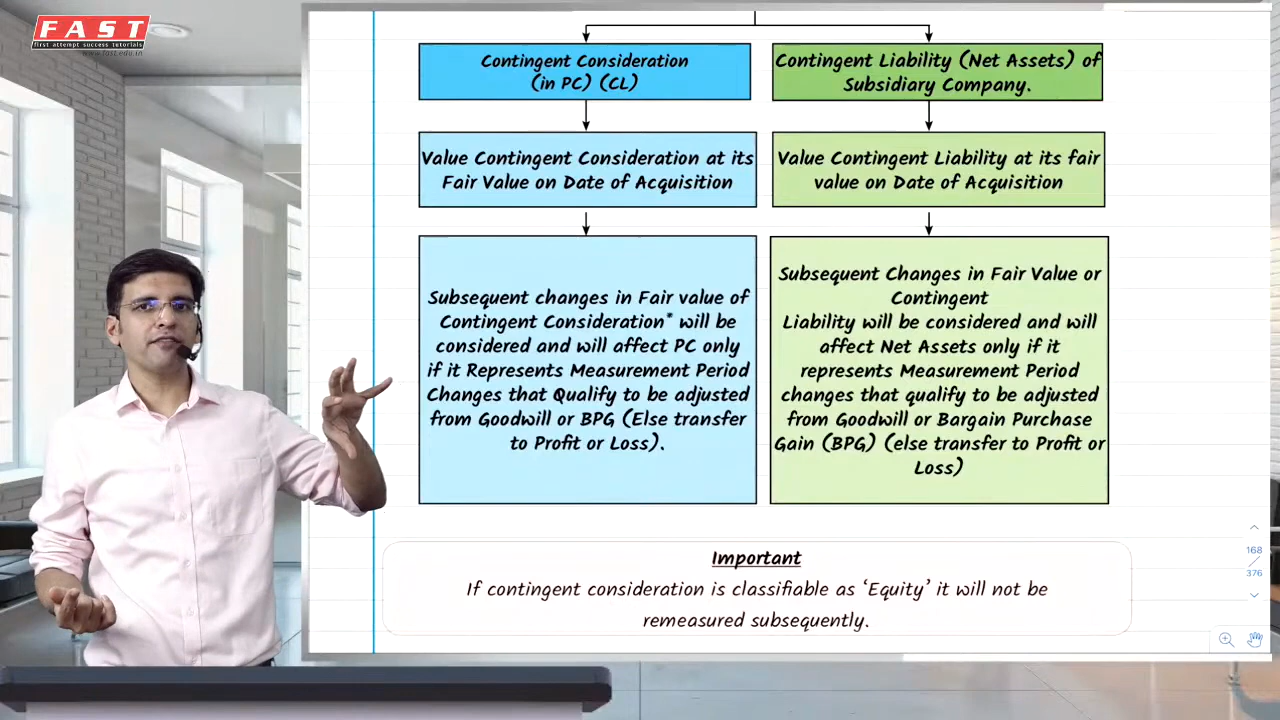 FAST
first attempt success tutorials
www.fast.edu.in
Contingent Consideration
(in PC) (CL)
Contingent Liability (Net Assets) of
Subsidiary Company.
Value Contingent Consideration at its
Fair Value on Date of Acquisition
Value Contingent Liability at its fair
value on Date of Acquisition
Subsequent changes in Fair value of
Contingent Consideration* will be
considered and will affect PC only
if it Represents Measurement Period
Changes that Qualify to be adjusted
from Goodwill or BPG (Else transfer
to Profit or Loss).
Subsequent Changes in Fair Value or
Contingent
Liability will be considered and will
affect Net Assets only if it
represents Measurement Period
changes that qualify to be adjusted
from Goodwill or Bargain Purchase
Gain (BPG) (else transfer to Profit or
Loss)
Important
If contingent consideration is classifiable as ‘Equity’ it will not be
remeasured subsequently.
168
376